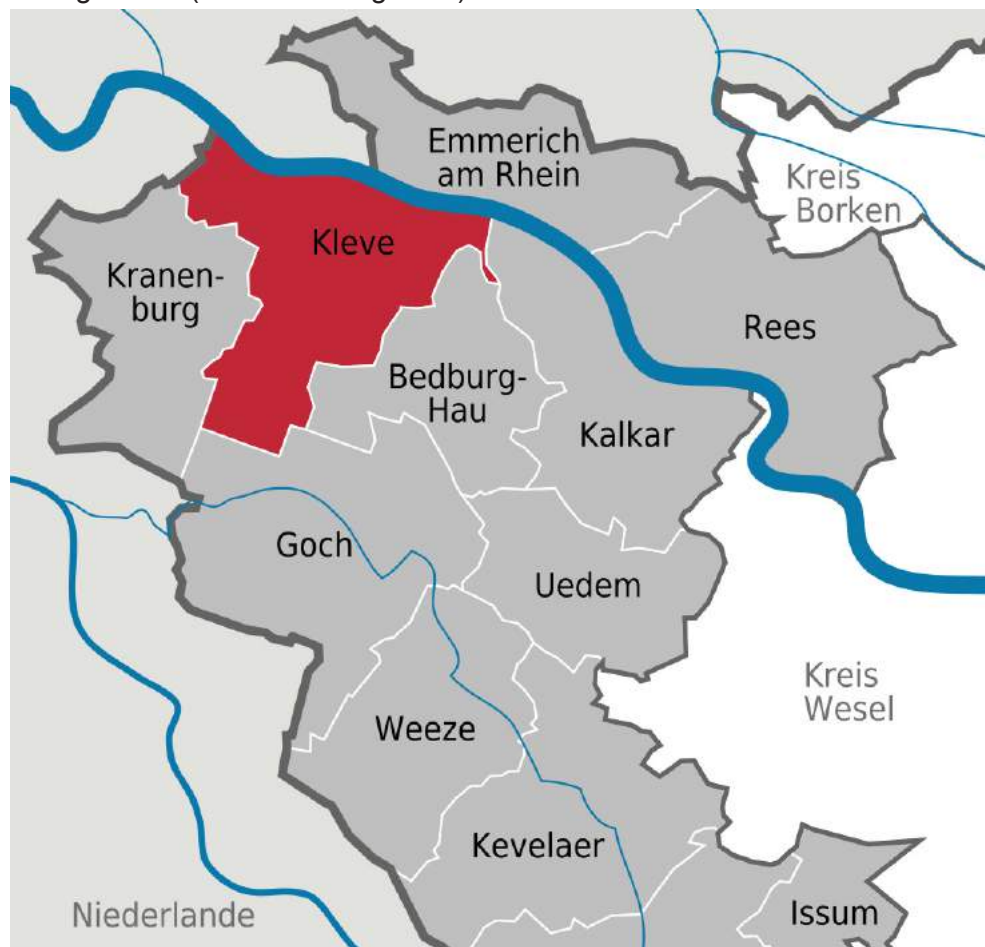 Emmerich
am Rhein
Kreis
Borken
Kleve
Kranen-
burg
Rees
Bedburg-
Hau
Kalkar
Goch
Uedem
Kreis
Wesel
Weeze
Kevelaer
Niederlande
Issum